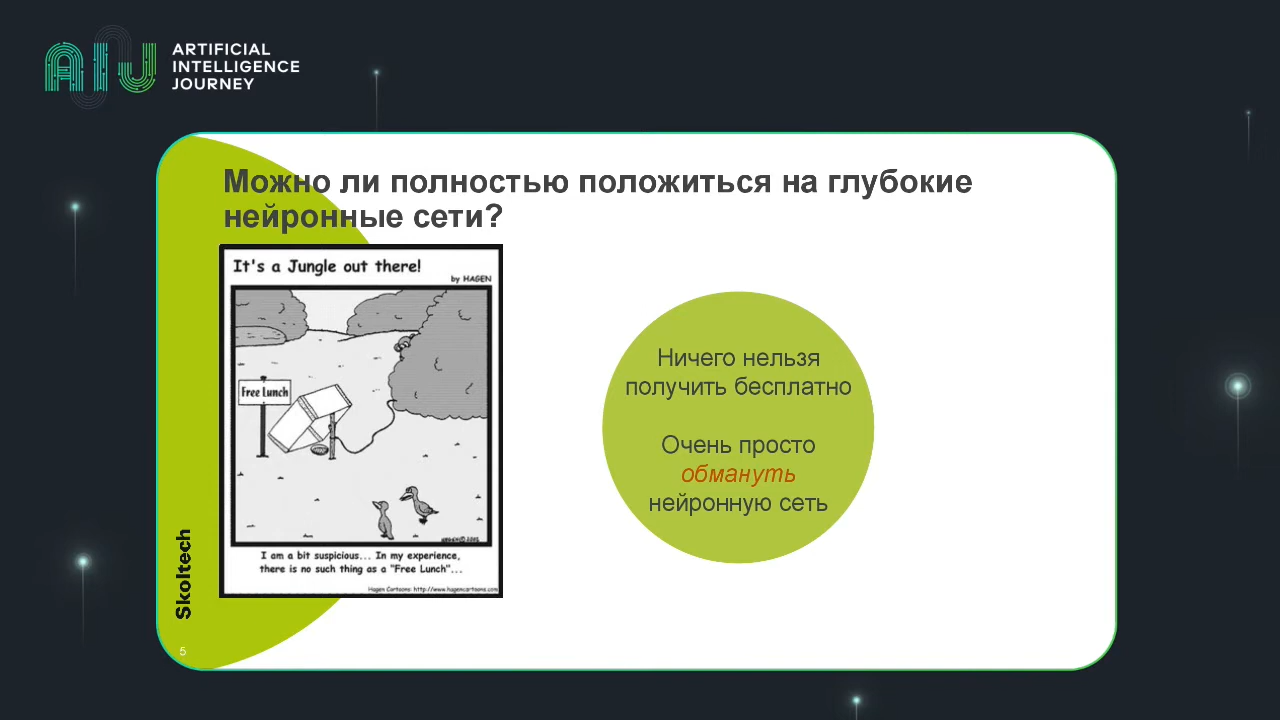 ARTIFICIAL
INTELLIGENCE
JOURNEY
Можно ли полностью положиться на глубокие
нейронные сети?
It's a Jungle out there!
by HAGEN
Free Lunch
HAGEN©2002
I am a bit suspicious... In my experience,
there is no such thing as a "Free Lunch"...
Hagen Cartoons: http://www.hagencartoons.com
Ничего нельзя
получить бесплатно
Очень просто
обмануть
нейронную сеть
Skoltech
5